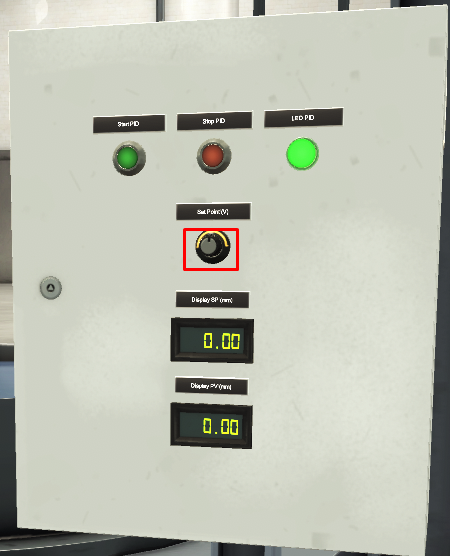 Start PID
Stop PID
LED PID
Set Point (V)
Display SP (mm)
0.00
Display PV (mm)
0.00